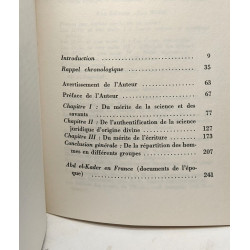 Introduction 9
Rappel chronologique 35
Avertissement de l'Auteur 63
Préface de l'Auteur 67
Chapitre I : Du mérite de la science et des
savants 77
Chapitre II : De l'authentification de la science
juridique d'origine divine 127
Chapitre III : Du mérite de l'écriture 173
Conclusion générale : De la répartition des hom-
mes en différents groupes 207
Abd el-Kader en France (documents de l'épo-
que) 241